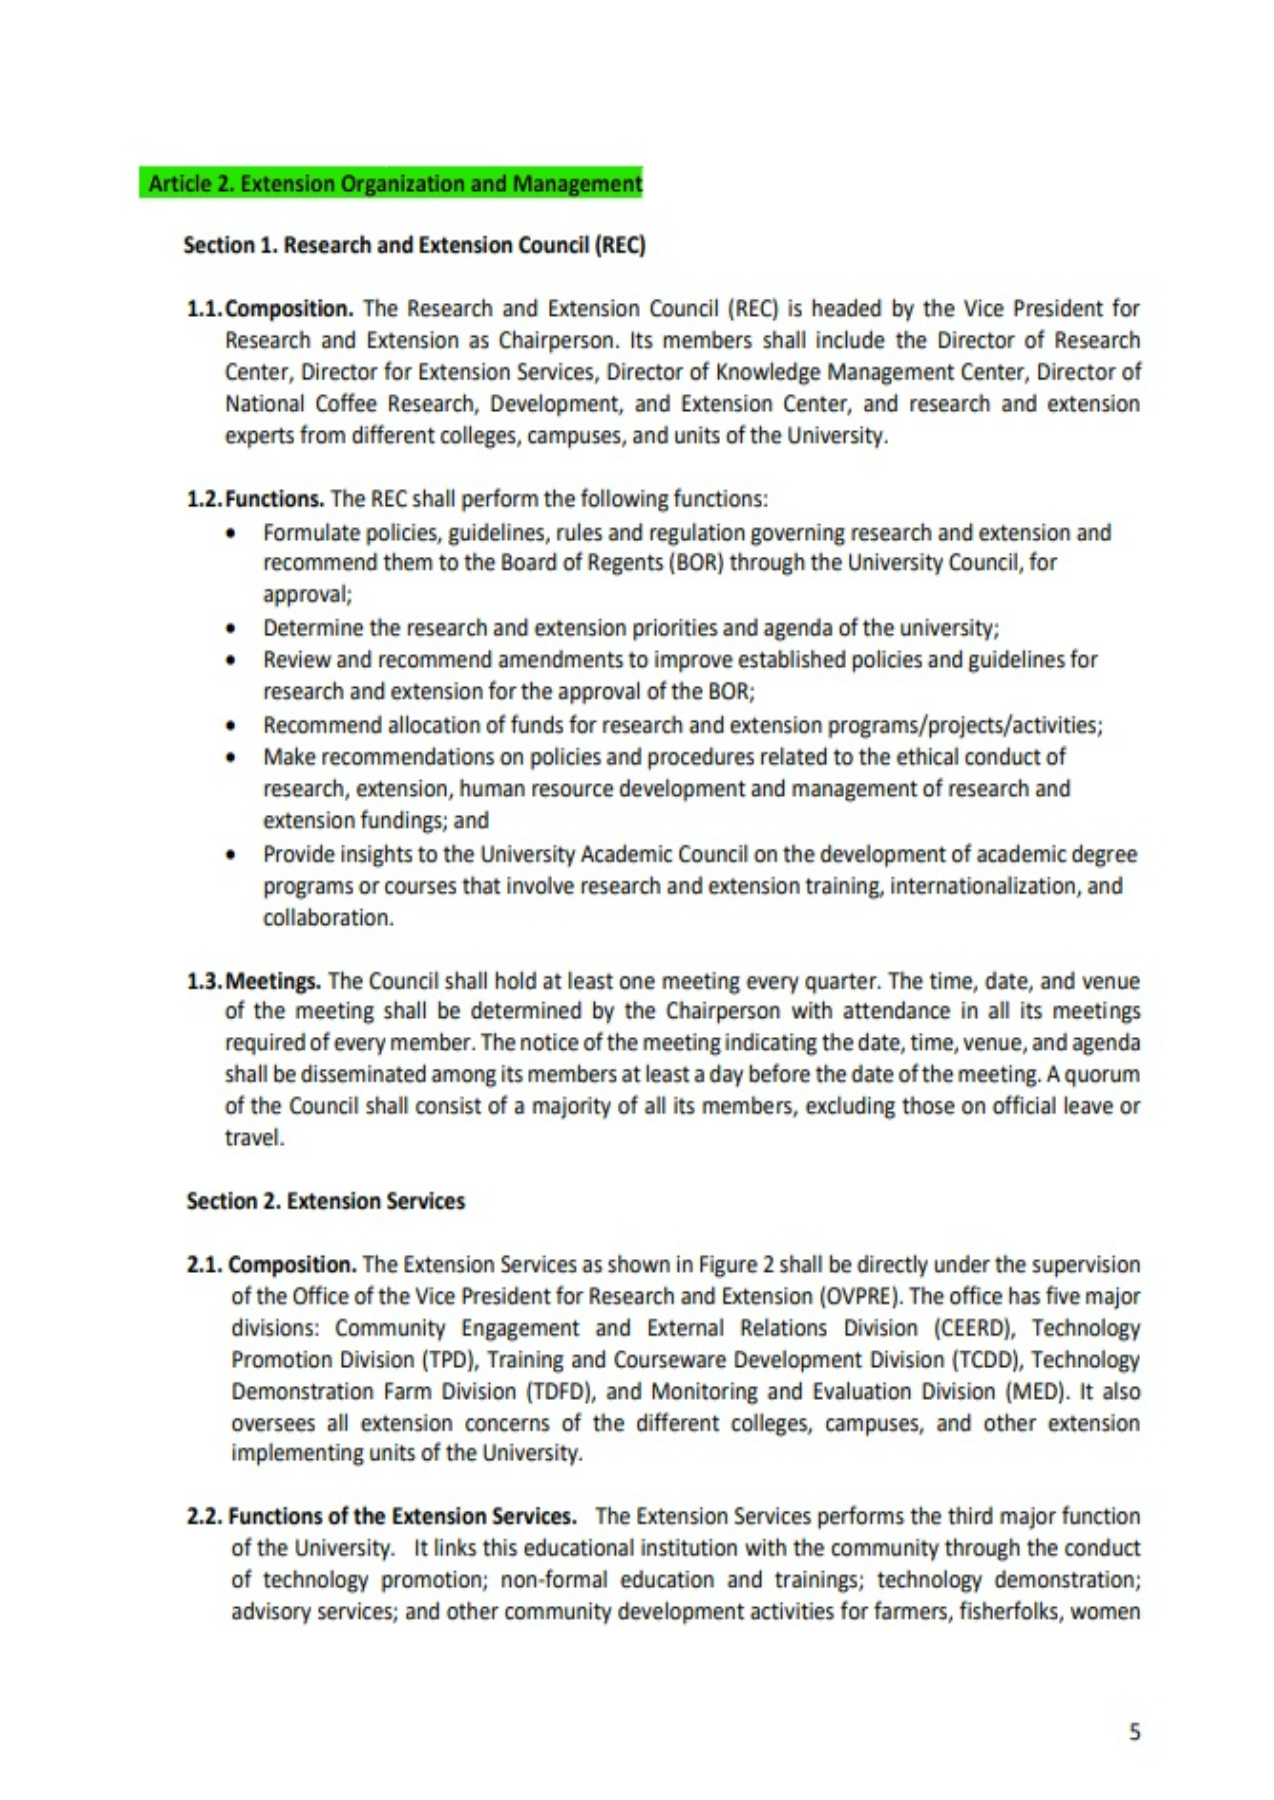 Article 2. Extension Organization and Management
Section 1. Research and Extension Council (REC)
1.1. Composition. The Research and Extension Council (REC) is headed by the Vice President for
Research and Extension as Chairperson. Its members shall include the Director of Research
Center, Director for Extension Services, Director of Knowledge Management Center, Director of
National Coffee Research, Development, and Extension Center, and research and extension
experts from different colleges, campuses, and units of the University.
1.2. Functions. The REC shall perform the following functions:
• Formulate policies, guidelines, rules and regulation governing research and extension and
recommend them to the Board of Regents (BOR) through the University Council, for
approval;
• Determine the research and extension priorities and agenda of the university;
• Review and recommend amendments to improve established policies and guidelines for
research and extension for the approval of the BOR;
• Recommend allocation of funds for research and extension programs/projects/activities;
• Make recommendations on policies and procedures related to the ethical conduct of
research, extension, human resource development and management of research and
extension fundings; and
• Provide insights to the University Academic Council on the development of academic degree
programs or courses that involve research and extension training, internationalization, and
collaboration.
1.3. Meetings. The Council shall hold at least one meeting every quarter. The time, date, and venue
of the meeting shall be determined by the Chairperson with attendance in all its meetings
required of every member. The notice of the meeting indicating the date, time, venue, and agenda
shall be disseminated among its members at least a day before the date of the meeting. A quorum
of the Council shall consist of a majority of all its members, excluding those on official leave or
travel.
Section 2. Extension Services
2.1. Composition. The Extension Services as shown in Figure 2 shall be directly under the supervision
of the Office of the Vice President for Research and Extension (OVPRE). The office has five major
divisions: Community Engagement and External Relations Division (CEERD), Technology
Promotion Division (TPD), Training and Courseware Development Division (TCDD), Technology
Demonstration Farm Division (TDFD), and Monitoring and Evaluation Division (MED). It also
oversees all extension concerns of the different colleges, campuses, and other extension
implementing units of the University.
2.2. Functions of the Extension Services. The Extension Services performs the third major function
of the University. It links this educational institution with the community through the conduct
of technology promotion; non-formal education and trainings; technology demonstration;
advisory services; and other community development activities for farmers, fisherfolks, women
5